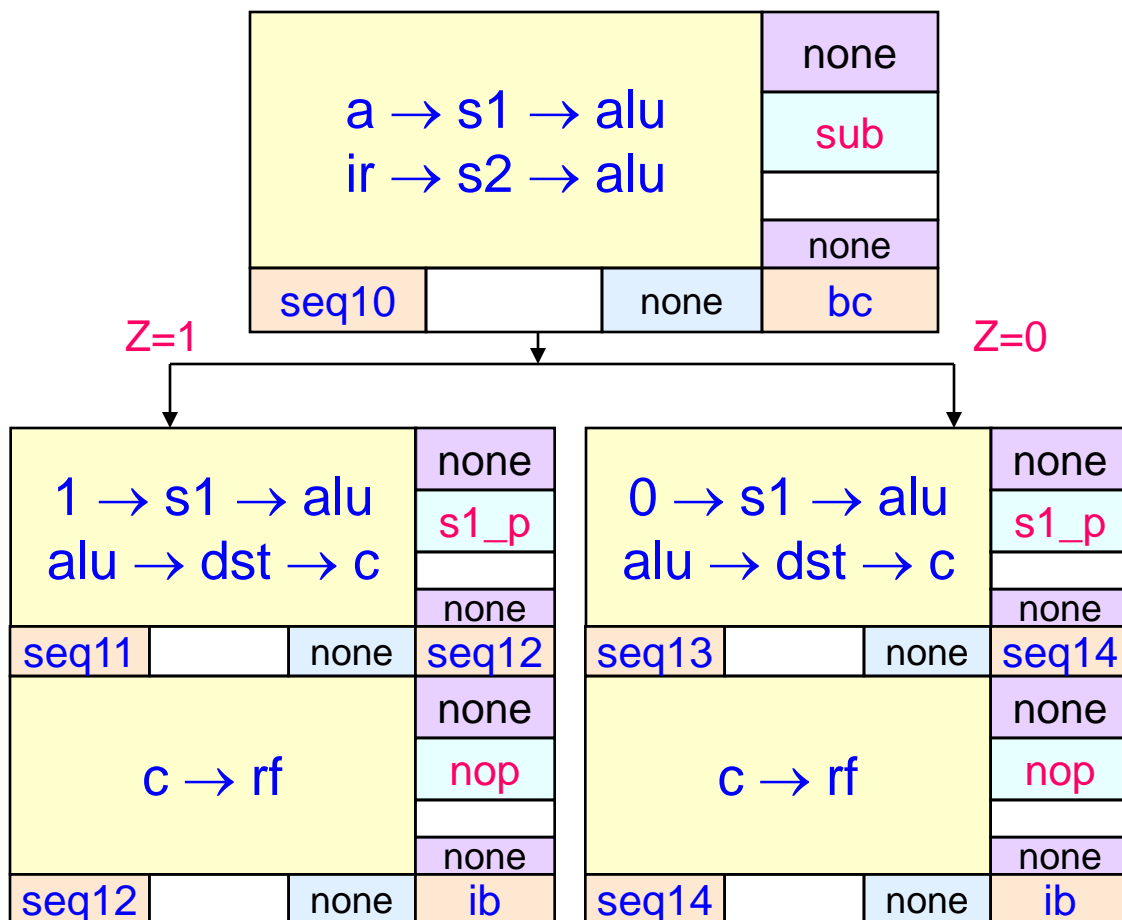 none
a → s1 → alu
ir → s2 → alu
sub
none
seq10
none
bc
Z=1
Z=0
none
1 → s1 → alu
alu → dst → c
s1_p
none
seq11
none
seq12
none
c → rf
nop
none
seq12
none
ib
none
0 → s1 → alu
alu → dst → c
s1_p
none
seq13
none
seq14
none
c → rf
nop
none
seq14
none
ib